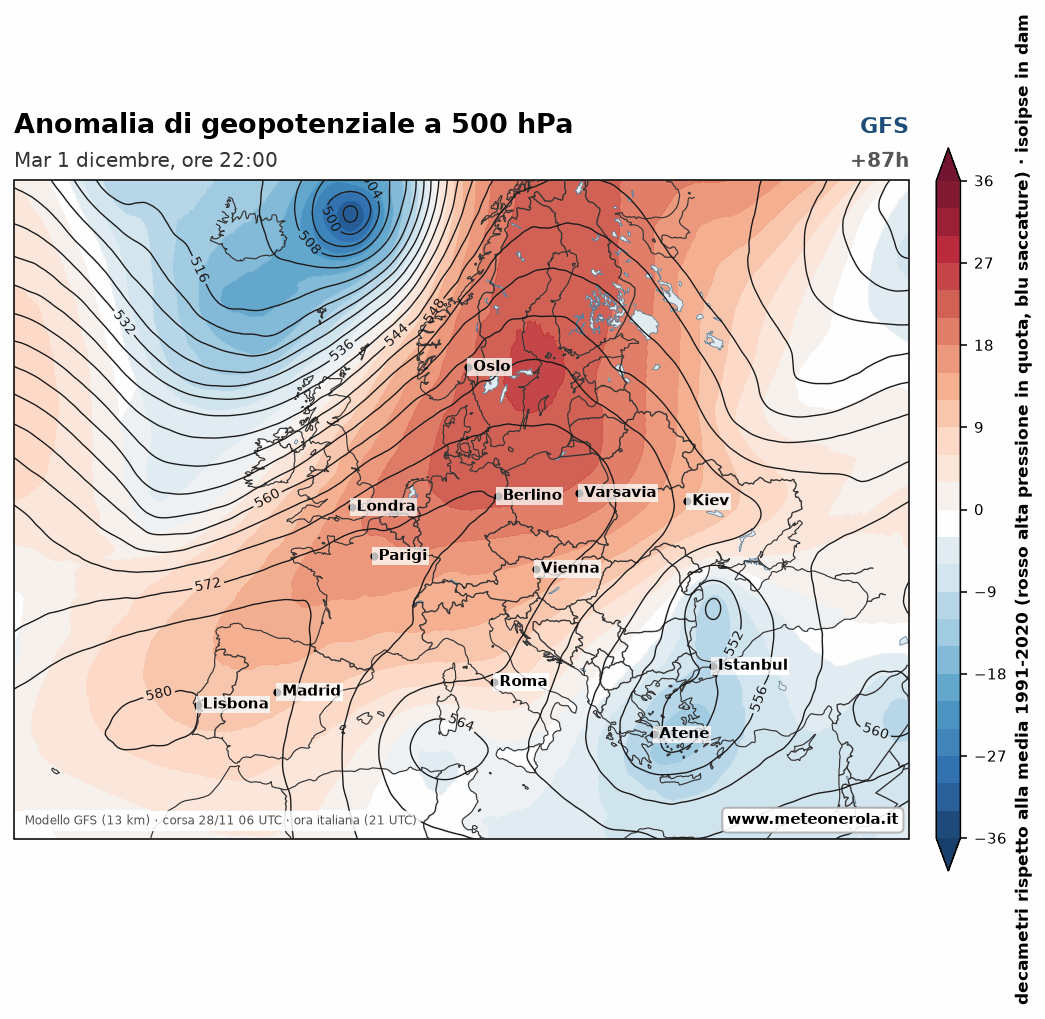 Anomalia di geopotenziale a 500 hPa
GFS
Mar 1 dicembre, ore 22:00
+87h
504
500
508
516
532
548
544
536
Oslo
560
Londra
Berlino
Varsavia
Kiev
Parigi
Vienna
572
552
Istanbul
580
Lisbona
Madrid
Roma
556
564
Atene
560
Modello GFS (13 km) · corsa 28/11 06 UTC · ora italiana (21 UTC)
www.meteonerola.it
36
27
18
9
0
−9
−18
−27
−36
decametri rispetto alla media 1991-2020 (rosso alta pressione in quota, blu saccature) · isoipse in dam